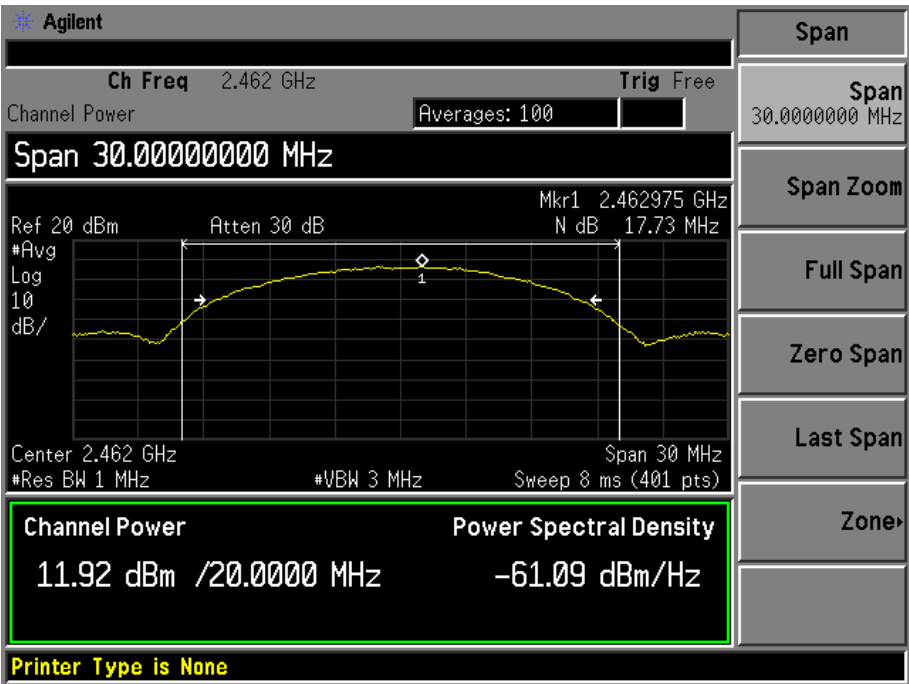 Agilent
Ch Freq 2.462 GHz Trig Free
Channel Power Averages: 100
Span 30.00000000 MHz
Mkr1 2.462975 GHz
Ref 20 dBm Atten 30 dB N dB 17.73 MHz
#Avg
Log
10
dB/
1
Center 2.462 GHz Span 30 MHz
#Res BW 1 MHz #VBW 3 MHz Sweep 8 ms (401 pts)
Channel Power Power Spectral Density
11.92 dBm /20.0000 MHz -61.09 dBm/Hz
Printer Type is None
Span
Span
30.0000000 MHz
Span Zoom
Full Span
Zero Span
Last Span
Zone